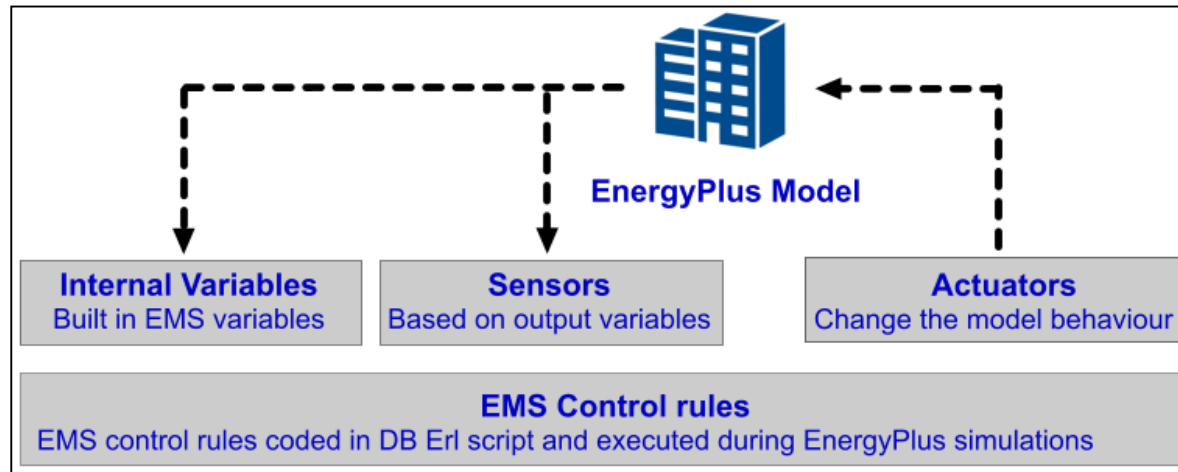 EnergyPlus Model
Internal Variables
Built in EMS variables
Sensors
Based on output variables
Actuators
Change the model behaviour
EMS Control rules
EMS control rules coded in DB Erl script and executed during EnergyPlus simulations